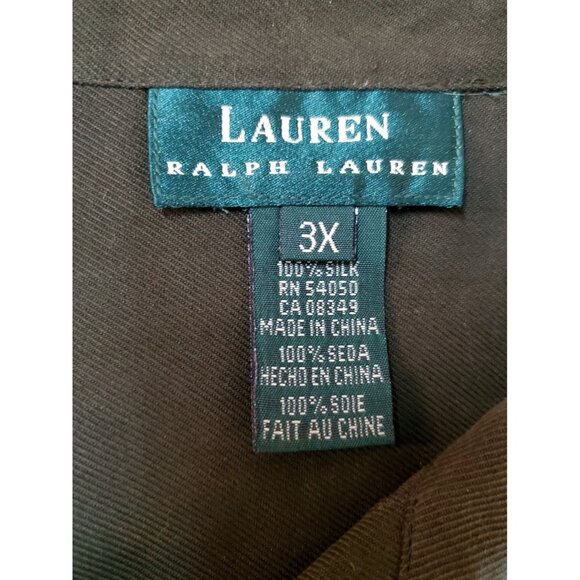 LAUREN
RALPH LAUREN
3X
100% SILK
RN 54050
CA 08349
MADE IN CHINA
100% SEDA
HECHO EN CHINA
100% SOIE
FAIT AU CHINE